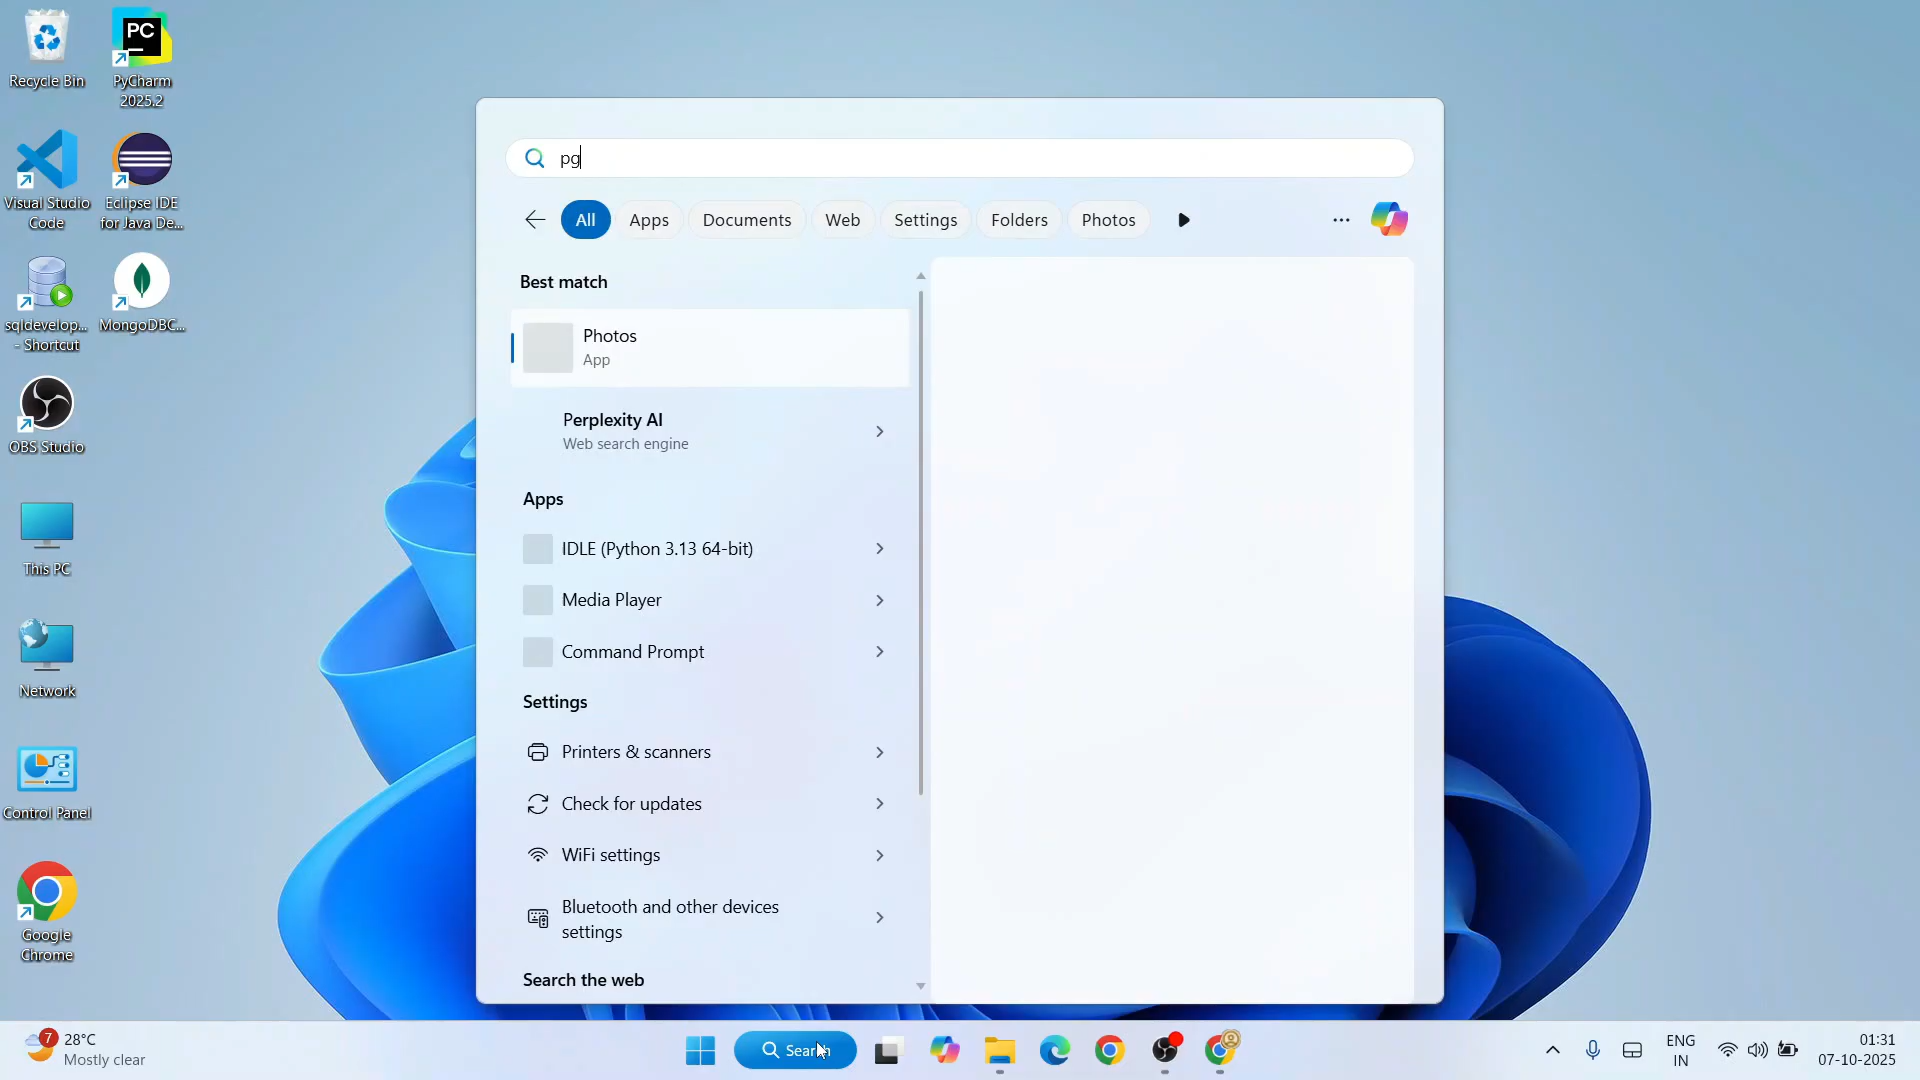 Recycle Bin
PyCharm
2025.2
Visual Studio
Code
Eclipse IDE
for Java De...
sqldevelop...
- Shortcut
MongoDBC...
OBS Studio
This PC
Network
Control Panel
Google
Chrome
PC
pg
All
Apps
Documents
Web
Settings
Folders
Photos
Best match
Photos
App
Perplexity AI
Web search engine
Apps
IDLE (Python 3.13 64-bit)
Media Player
Command Prompt
Settings
Printers & scanners
Check for updates
WiFi settings
Bluetooth and other devices
settings
Search the web
7
28°C
Mostly clear
Search
ENG
IN
01:31
07-10-2025